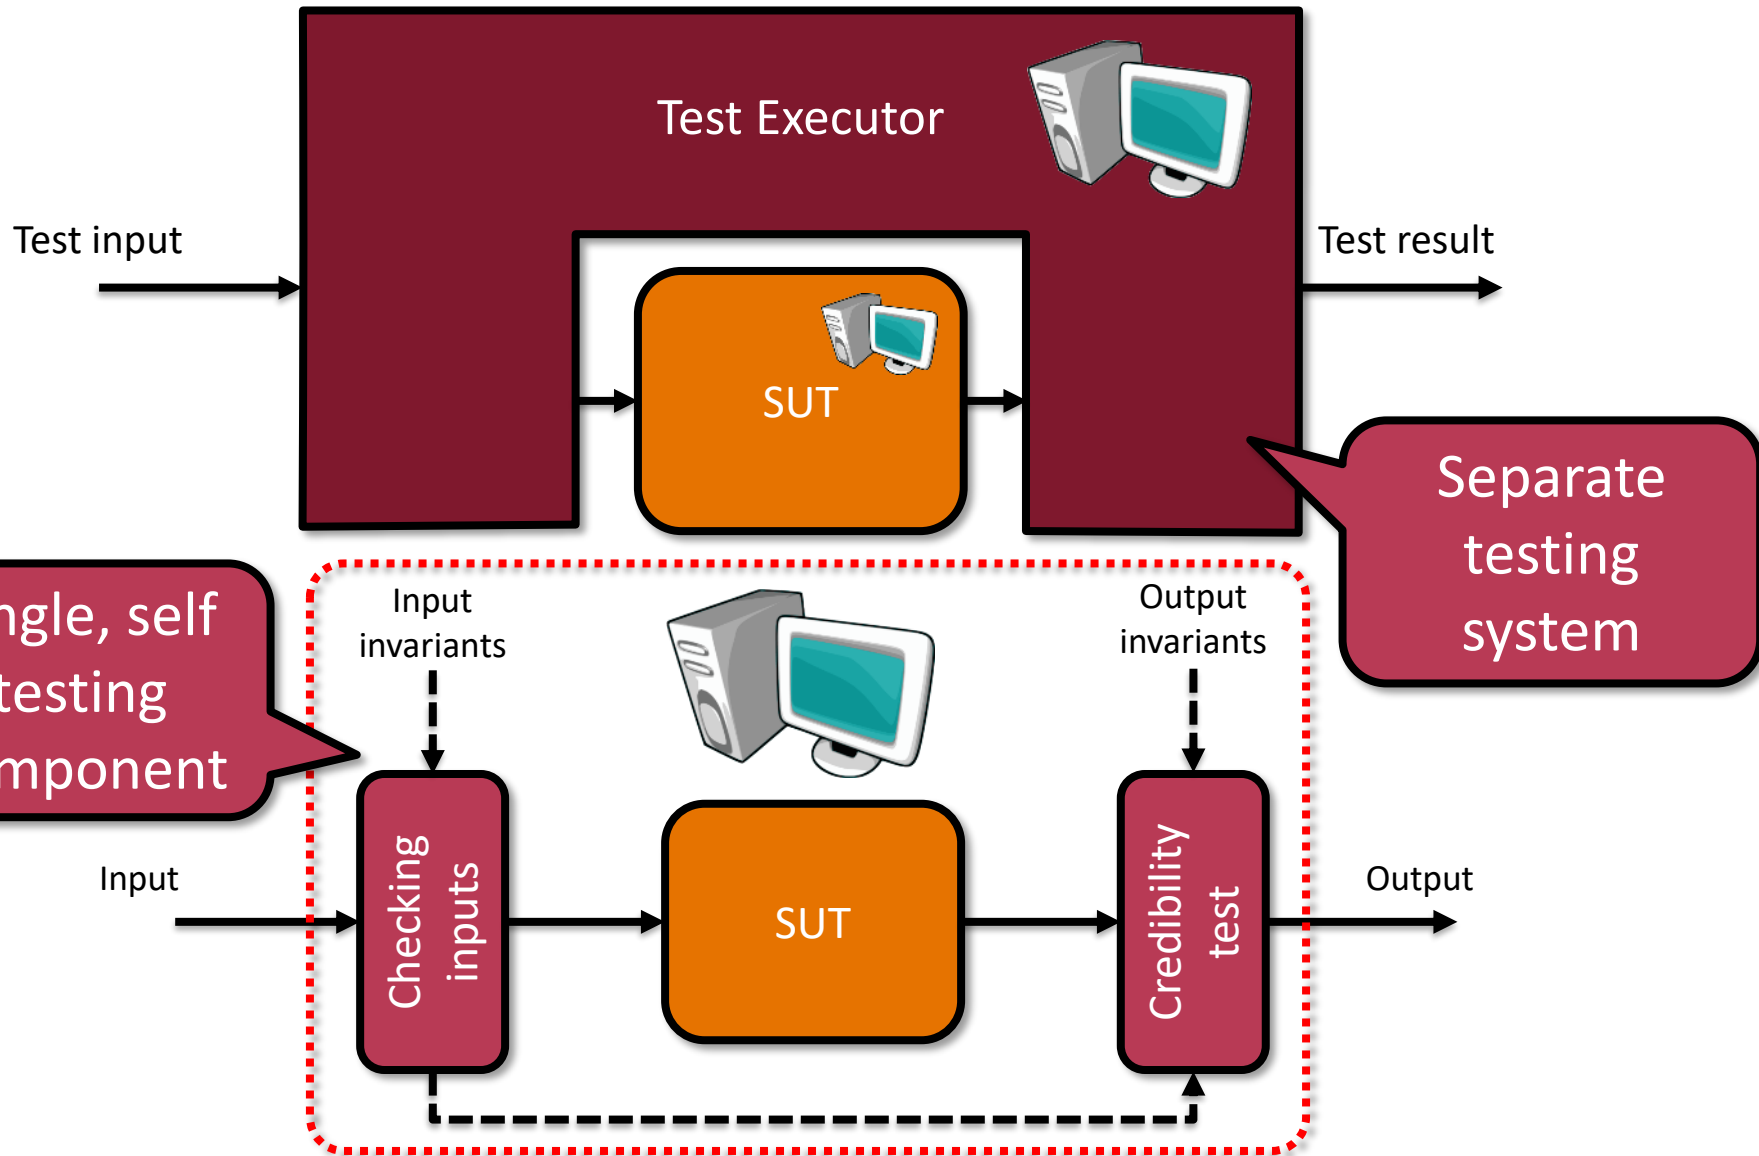 Test Executor
Test input
Test result
SUT
Separate
testing
system
ngle, self
testing
mponent
Input
invariants
Output
invariants
Input
Checking
inputs
SUT
Credibility
test
Output